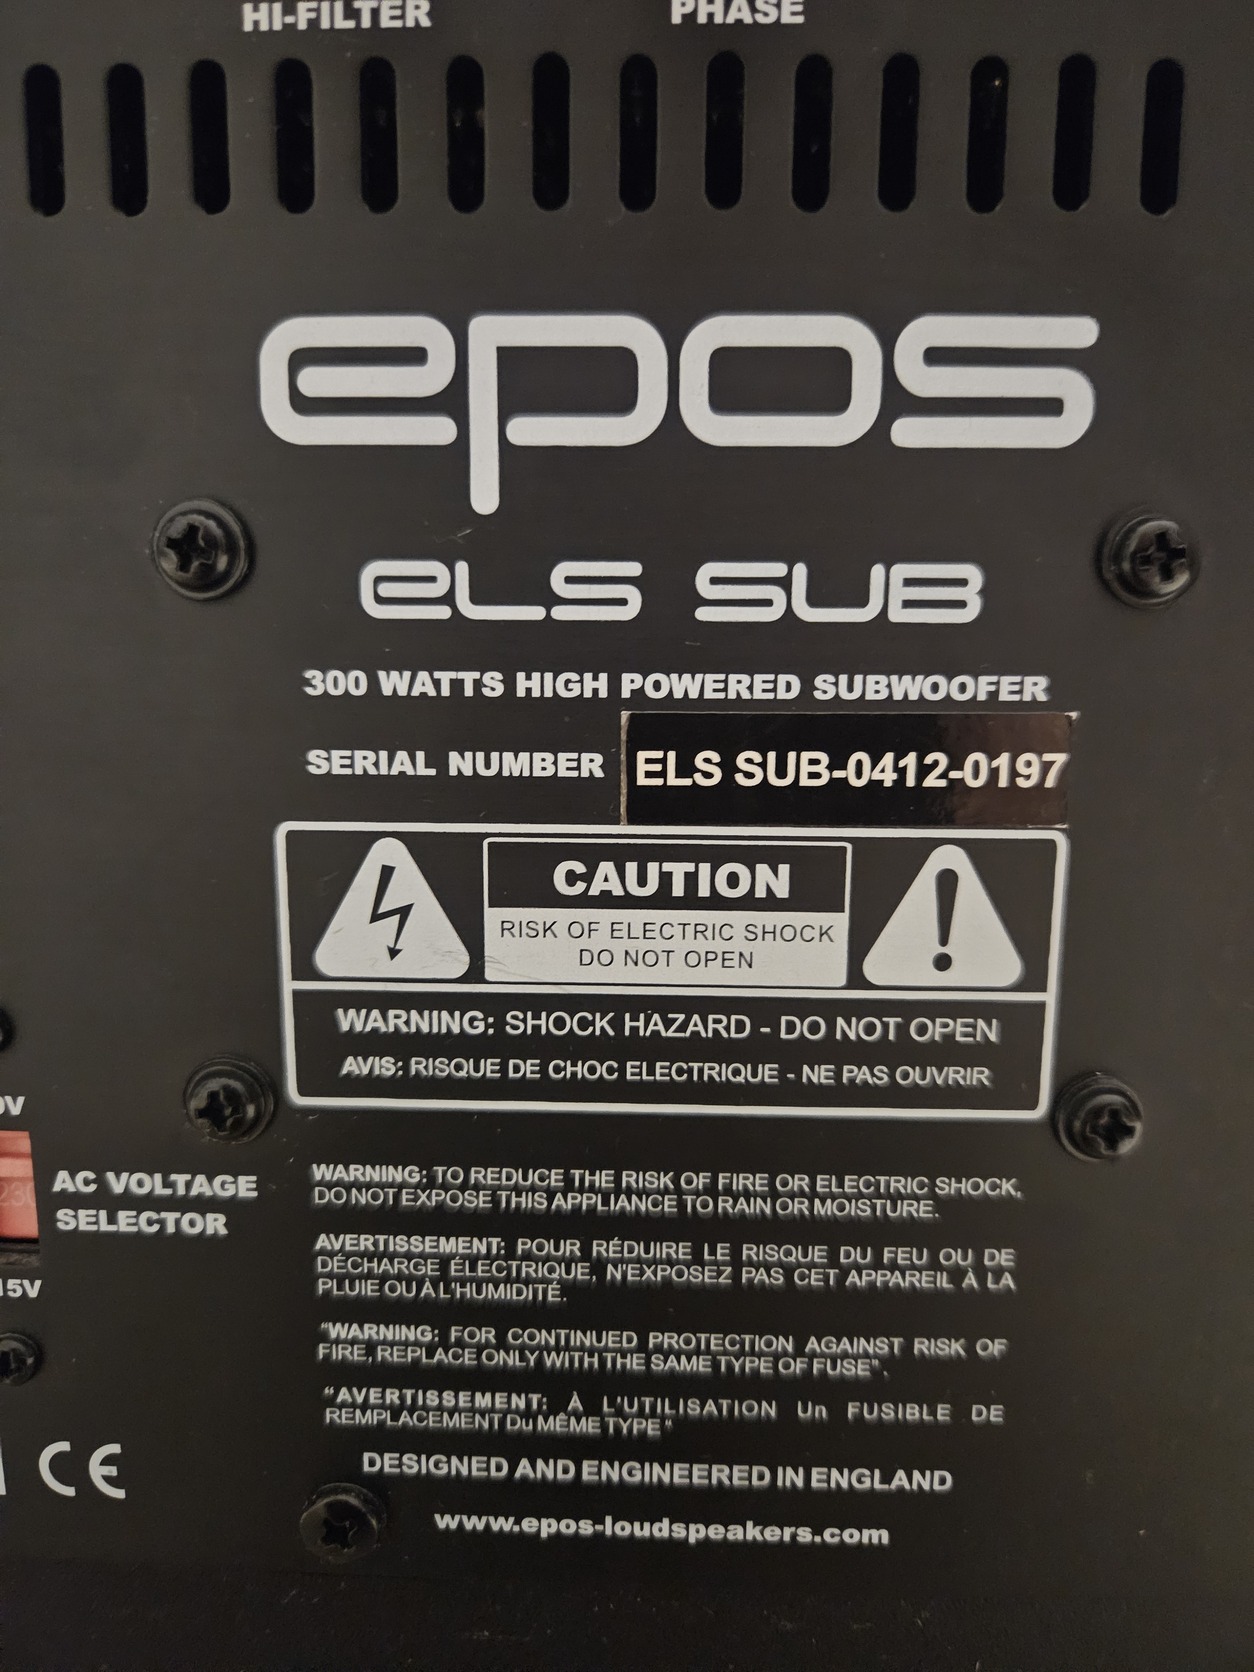 HI-FILTER PHASE
epos
eLS SUB
300 WATTS HIGH POWERED SUBWOOFER
SERIAL NUMBER ELS SUB-0412-0197
CAUTION
RISK OF ELECTRIC SHOCK
DO NOT OPEN
WARNING: SHOCK HAZARD - DO NOT OPEN
AVIS: RISQUE DE CHOC ELECTRIQUE - NE PAS OUVRIR
AC VOLTAGE
SELECTOR
WARNING: TO REDUCE THE RISK OF FIRE OR ELECTRIC SHOCK,
DO NOT EXPOSE THIS APPLIANCE TO RAIN OR MOISTURE.
AVERTISSEMENT: POUR RÉDUIRE LE RISQUE DU FEU OU DE
DÉCHARGE ÉLECTRIQUE, N'EXPOSEZ PAS CET APPAREIL À LA
PLUIE OU À L'HUMIDITÉ.
"WARNING: FOR CONTINUED PROTECTION AGAINST RISK OF
FIRE, REPLACE ONLY WITH THE SAME TYPE OF FUSE".
"AVERTISSEMENT: À L'UTILISATION Un FUSIBLE DE
REMPLACEMENT Du MÊME TYPE"
CE
DESIGNED AND ENGINEERED IN ENGLAND
www.epos-loudspeakers.com